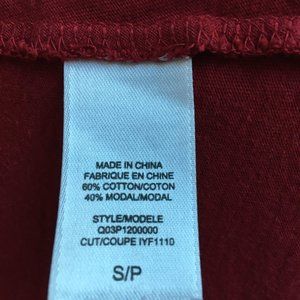 MADE IN CHINA
FABRIQUE EN CHINE
60% COTTON/COTON
40% MODAL/MODAL
STYLE/MODELE
Q03P1200000
CUT/COUPE IYF1110
S/P